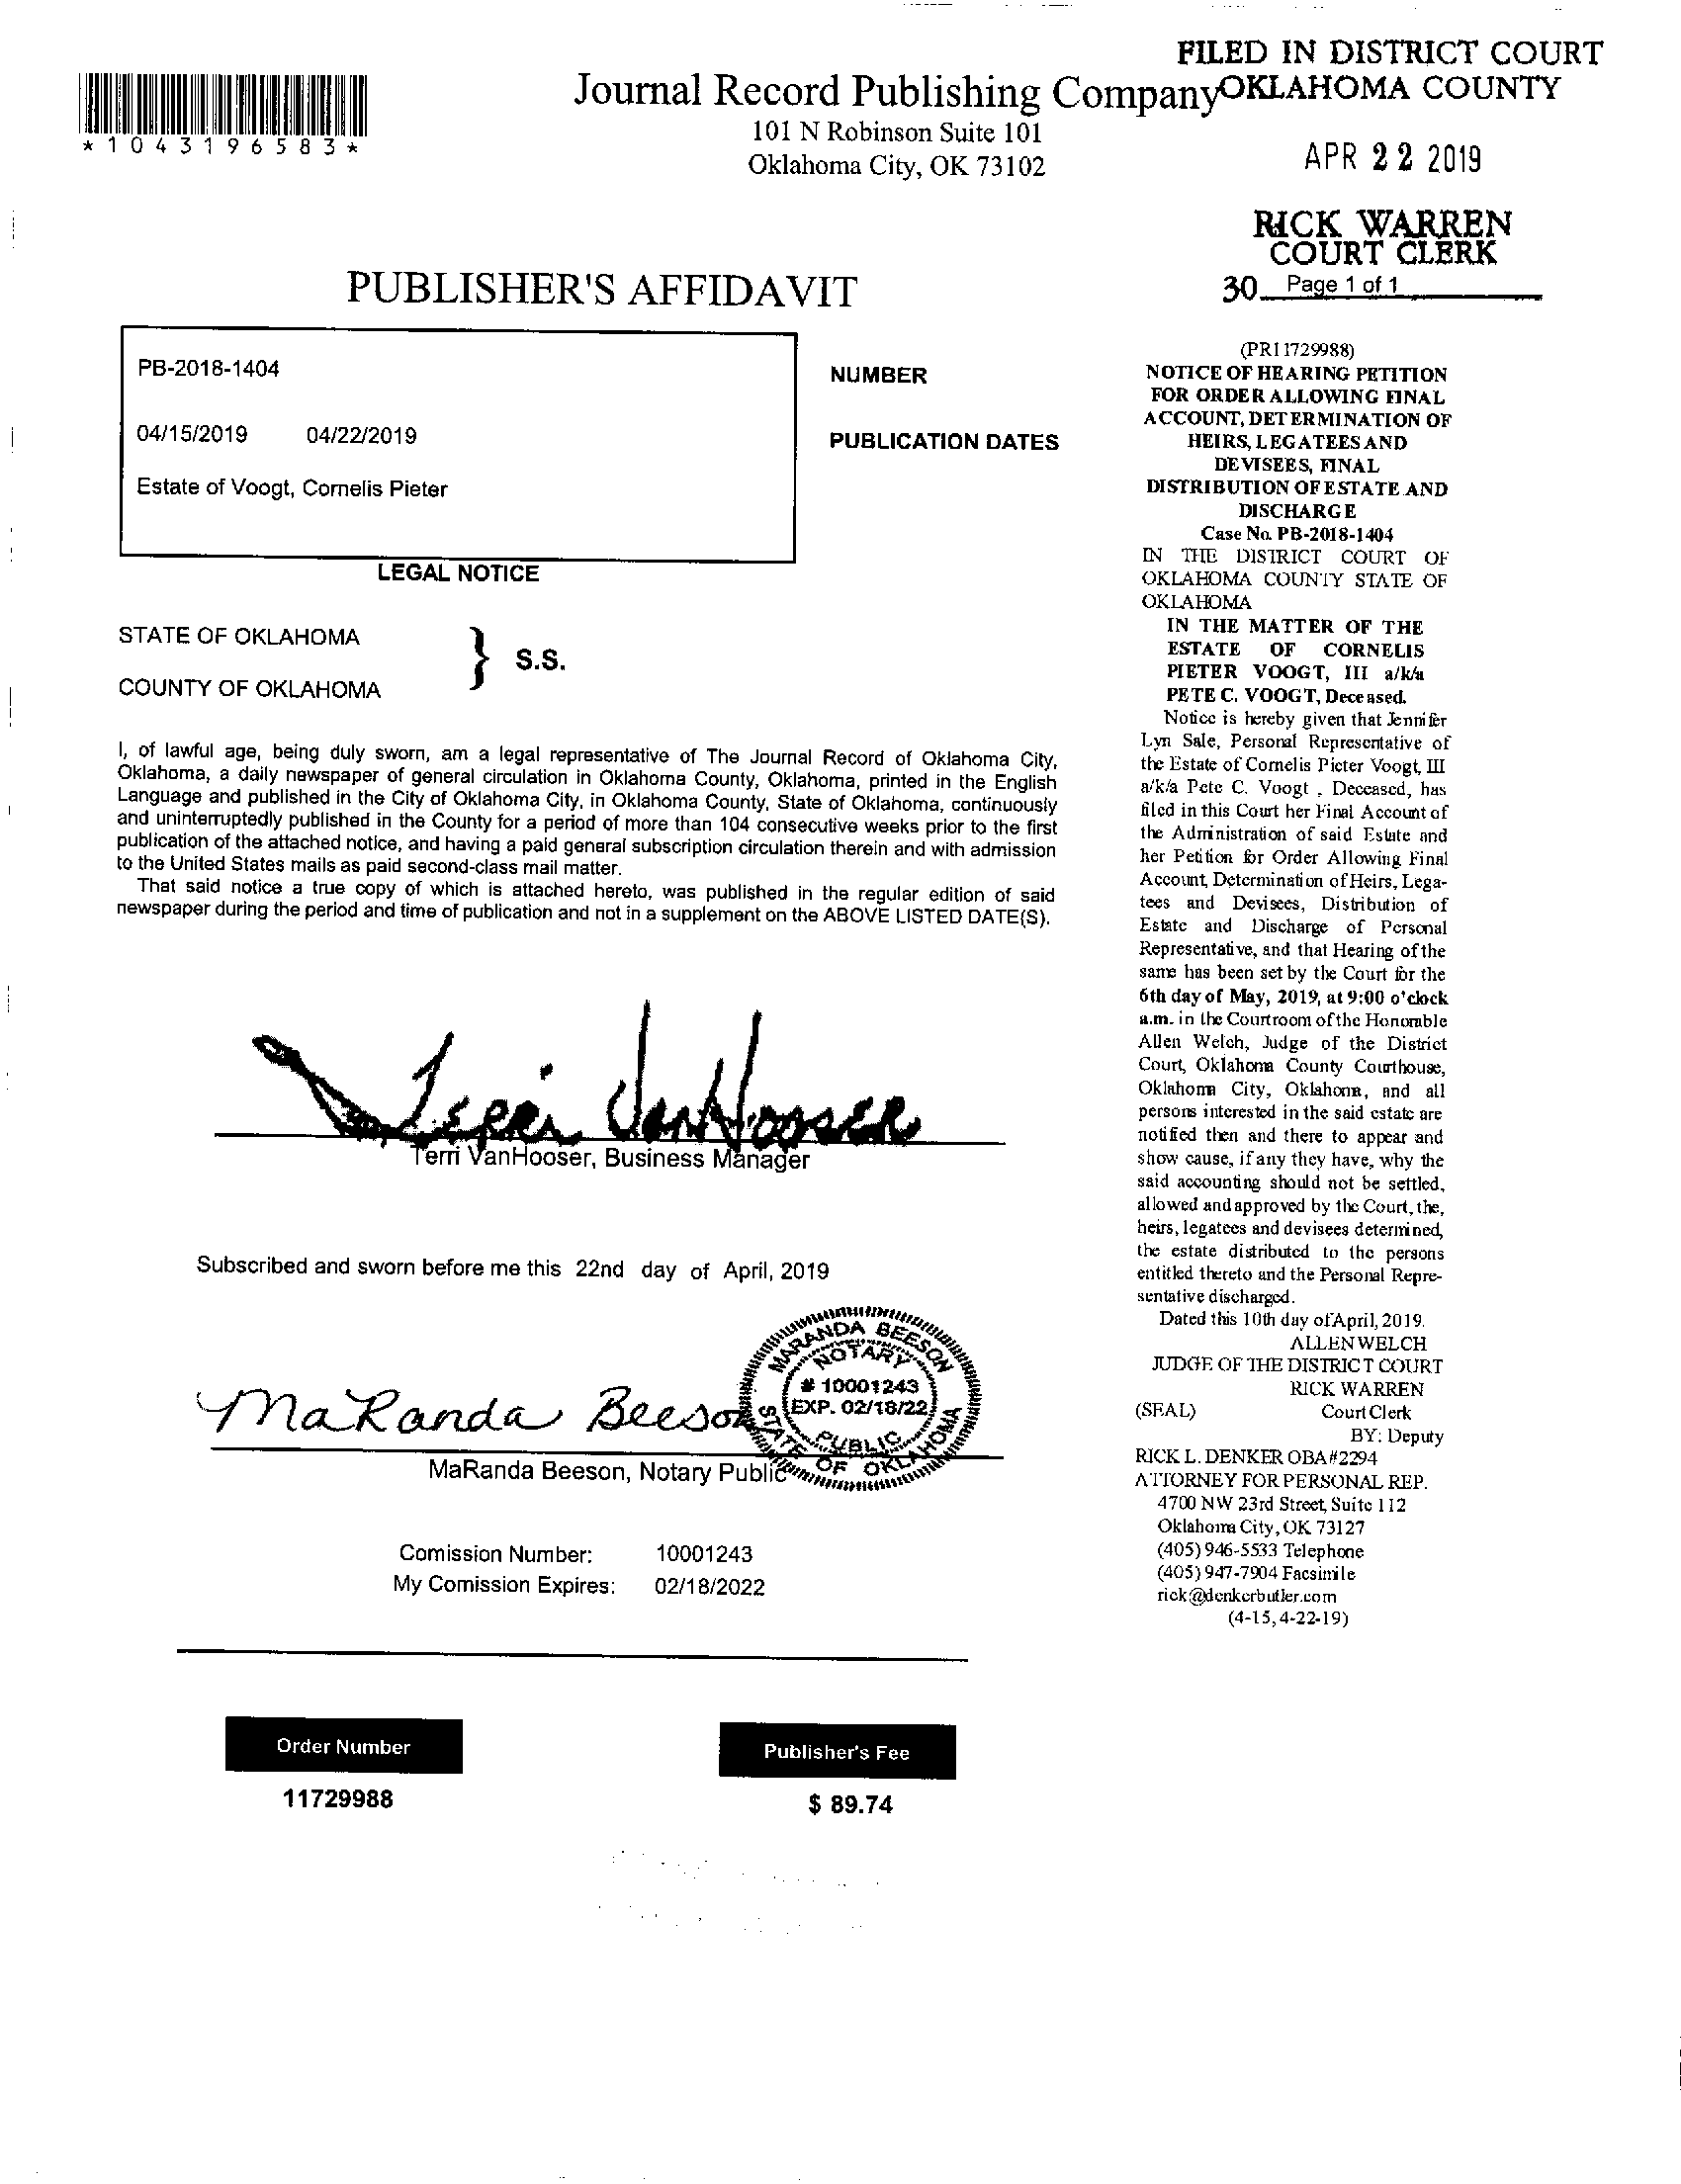 FILED IN DISTRICT COURT
OKLAHOMA COUNTY
APR 22 2019
RICK WARREN
COURT CLERK
30 Page 1 of 1
*1043196583*
Journal Record Publishing Company
101 N Robinson Suite 101
Oklahoma City, OK 73102
PUBLISHER'S AFFIDAVIT
PB-2018-1404
NUMBER
04/15/2019 04/22/2019
PUBLICATION DATES
Estate of Voogt, Cornelis Pieter
LEGAL NOTICE
STATE OF OKLAHOMA
} S.S.
COUNTY OF OKLAHOMA
I, of lawful age, being duly sworn, am a legal representative of The Journal Record of Oklahoma City,
Oklahoma, a daily newspaper of general circulation in Oklahoma County, Oklahoma, printed in the English
Language and published in the City of Oklahoma City, in Oklahoma County, State of Oklahoma, continuously
and uninterruptedly published in the County for a period of more than 104 consecutive weeks prior to the first
publication of the attached notice, and having a paid general subscription circulation therein and with admission
to the United States mails as paid second-class mail matter.
That said notice a true copy of which is attached hereto, was published in the regular edition of said
newspaper during the period and time of publication and not in a supplement on the ABOVE LISTED DATE(S).
Terri VanHooser
Terri VanHooser, Business Manager
Subscribed and sworn before me this 22nd day of April, 2019
MaRanda Beeson
MARANDA BEESON
NOTARY
# 10001243
EXP. 02/18/22
PUBLIC
STATE OF OKLAHOMA
MaRanda Beeson, Notary Public
Comission Number: 10001243
My Comission Expires: 02/18/2022
Order Number
11729988
Publisher's Fee
$ 89.74
(PR11729988)
NOTICE OF HEARING PETITION
FOR ORDER ALLOWING FINAL
ACCOUNT, DETERMINATION OF
HEIRS, LEGATEES AND
DEVISEES, FINAL
DISTRIBUTION OF ESTATE AND
DISCHARGE
Case No. PB-2018-1404
IN THE DISTRICT COURT OF
OKLAHOMA COUNTY STATE OF
OKLAHOMA
IN THE MATTER OF THE
ESTATE OF CORNELIS
PIETER VOOGT, III a/k/a
PETE C. VOOGT, Deceased.
Notice is hereby given that Jennifer
Lyn Sale, Personal Representative of
the Estate of Cornelis Pieter Voogt, III
a/k/a Pete C. Voogt , Deceased, has
filed in this Court her Final Account of
the Administration of said Estate and
her Petition for Order Allowing Final
Account, Determination of Heirs, Lega-
tees and Devisees, Distribution of
Estate and Discharge of Personal
Representative, and that Hearing of the
same has been set by the Court for the
6th day of May, 2019, at 9:00 o'clock
a.m. in the Courtroom of the Honorable
Allen Welch, Judge of the District
Court, Oklahoma County Courthouse,
Oklahoma City, Oklahoma, and all
persons interested in the said estate are
notified then and there to appear and
show cause, if any they have, why the
said accounting should not be settled,
allowed and approved by the Court, the,
heirs, legatees and devisees determined,
the estate distributed to the persons
entitled thereto and the Personal Repre-
sentative discharged.
Dated this 10th day of April, 2019.
ALLEN WELCH
JUDGE OF THE DISTRICT COURT
RICK WARREN
(SEAL) Court Clerk
BY: Deputy
RICK L. DENKER OBA#2294
ATTORNEY FOR PERSONAL REP.
4700 NW 23rd Street, Suite 112
Oklahoma City, OK 73127
(405) 946-5533 Telephone
(405) 947-7904 Facsimile
rick@denkerbutler.com
(4-15, 4-22-19)